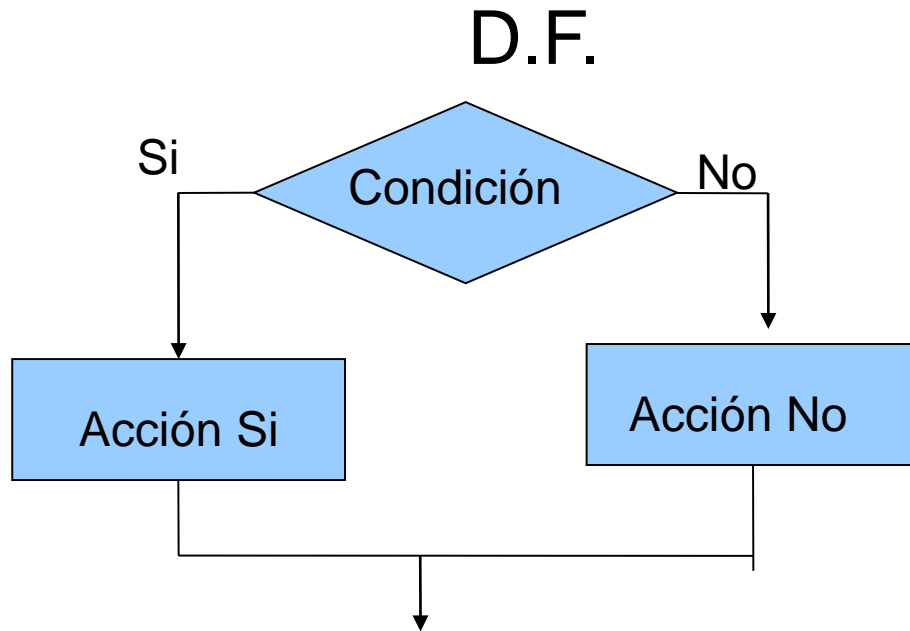 D.F.
Si
No
Condición
Acción Si
Acción No